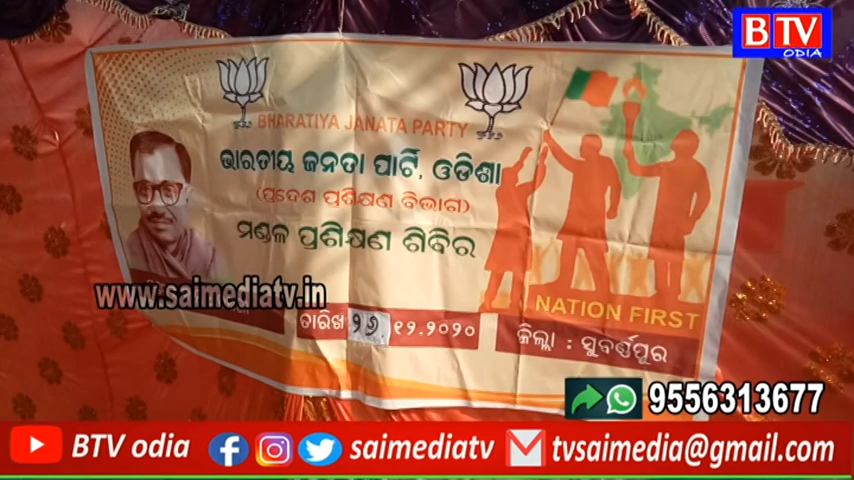 BTV
ODIA
BHARATIYA JANATA PARTY
ଭାରତୀୟ ଜନତା ପାର୍ଟି, ଓଡିଶା
(ପ୍ରଦେଶ ପ୍ରଶିକ୍ଷଣ ବିଭାଗ)
ମଣ୍ଡଳ ପ୍ରଶିକ୍ଷଣ ଶିବିର
www.saimediatv.in
NATION FIRST
ତାରିଖ ୨୬.୧୨.୨୦୨୦
ଜିଲ୍ଲା : ସୁବର୍ଣ୍ଣପୁର
9556313677
BTV odia saimediatv tvsaimedia@gmail.com